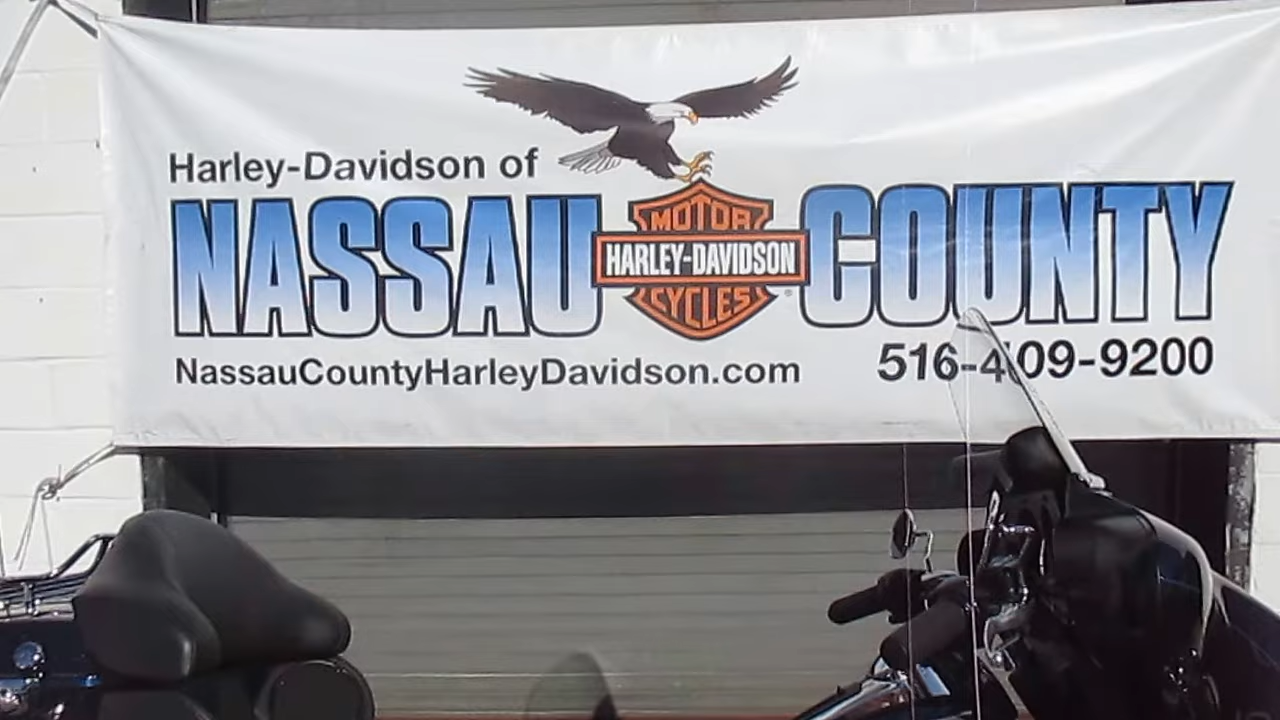 Harley-Davidson of
NASSAU COUNTY
MOTOR
HARLEY-DAVIDSON
CYCLES
®
NassauCountyHarleyDavidson.com
516-409-9200